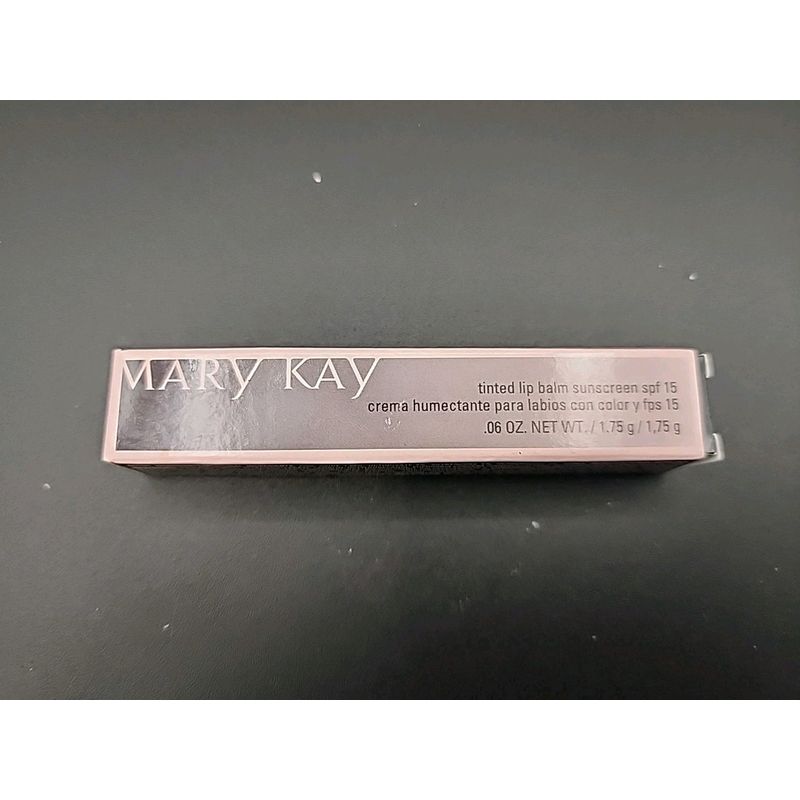 MARY KAY
tinted lip balm sunscreen spf 15
crema humectante para labios con color y fps 15
.06 OZ. NET WT. / 1.75 g / 1,75 g